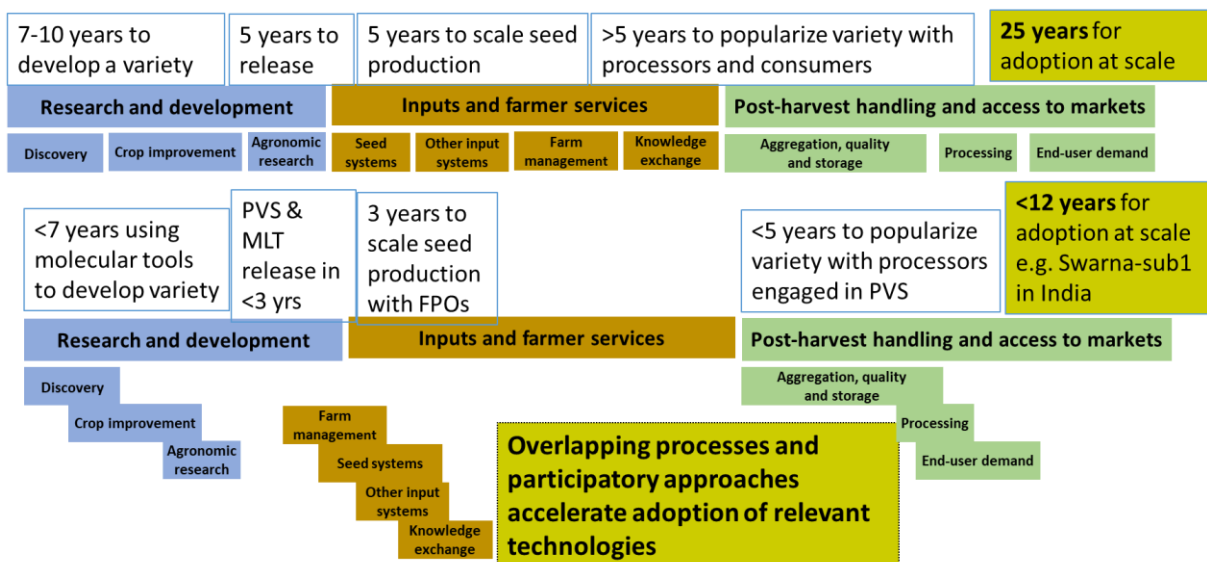 7-10 years to
develop a variety
5 years to
release
5 years to scale seed
production
>5 years to popularize variety with
processors and consumers
25 years for
adoption at scale
Research and development
Inputs and farmer services
Post-harvest handling and access to markets
Discovery
Crop improvement
Agronomic
research
Seed
systems
Other input
systems
Farm
management
Knowledge
exchange
Aggregation, quality
and storage
Processing
End-user demand
<7 years using
molecular tools
to develop variety
PVS &
MLT
release in
<3 yrs
3 years to
scale seed
production
with FPOs
<5 years to popularize
variety with processors
engaged in PVS
<12 years for
adoption at scale
e.g. Swarna-sub1
in India
Research and development
Inputs and farmer services
Post-harvest handling and access to markets
Discovery
Crop improvement
Agronomic
research
Farm
management
Seed systems
Other input
systems
Knowledge
exchange
Overlapping processes and
participatory approaches
accelerate adoption of relevant
technologies
Aggregation, quality
and storage
Processing
End-user demand